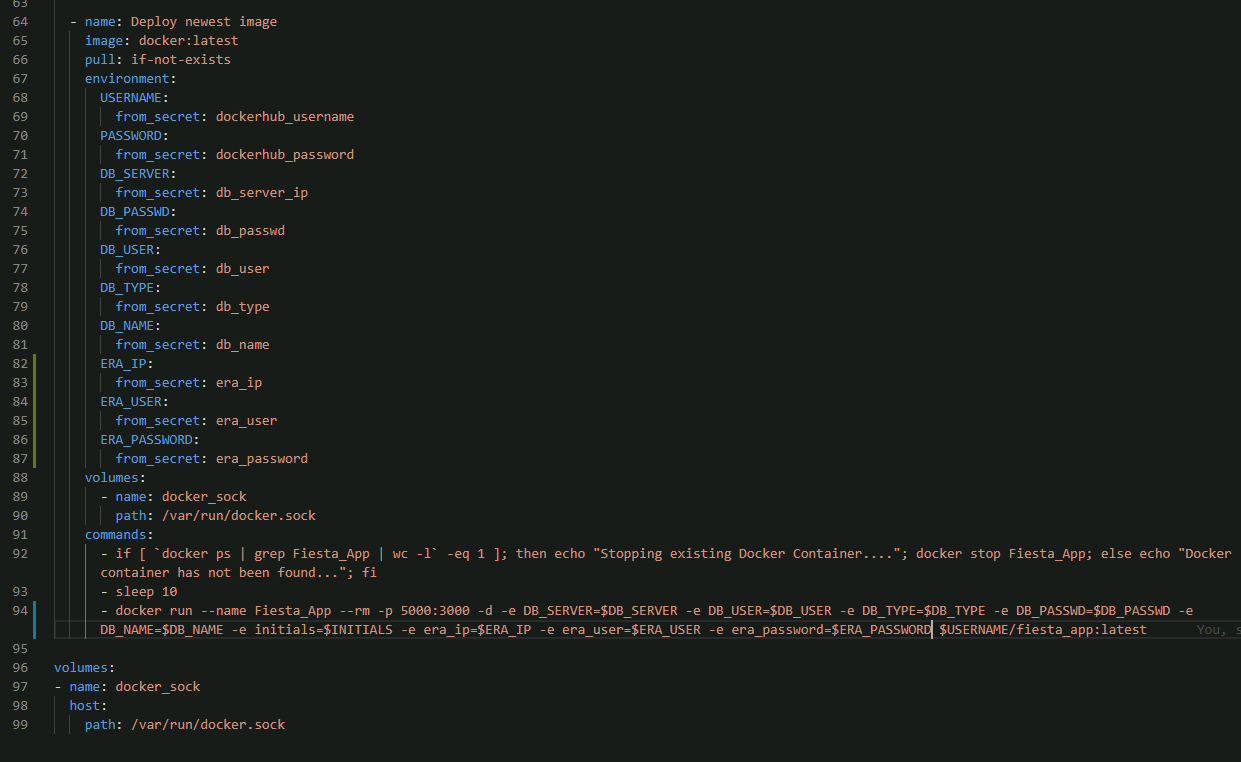 63
64 - name: Deploy newest image
65 image: docker:latest
66 pull: if-not-exists
67 environment:
68 USERNAME:
69 from_secret: dockerhub_username
70 PASSWORD:
71 from_secret: dockerhub_password
72 DB_SERVER:
73 from_secret: db_server_ip
74 DB_PASSWD:
75 from_secret: db_passwd
76 DB_USER:
77 from_secret: db_user
78 DB_TYPE:
79 from_secret: db_type
80 DB_NAME:
81 from_secret: db_name
82 ERA_IP:
83 from_secret: era_ip
84 ERA_USER:
85 from_secret: era_user
86 ERA_PASSWORD:
87 from_secret: era_password
88 volumes:
89 - name: docker_sock
90 path: /var/run/docker.sock
91 commands:
92 - if [ `docker ps | grep Fiesta_App | wc -l` -eq 1 ]; then echo "Stopping existing Docker Container...."; docker stop Fiesta_App; else echo "Docker
container has not been found..."; fi
93 - sleep 10
94 - docker run --name Fiesta_App --rm -p 5000:3000 -d -e DB_SERVER=$DB_SERVER -e DB_USER=$DB_USER -e DB_TYPE=$DB_TYPE -e DB_PASSWD=$DB_PASSWD -e
DB_NAME=$DB_NAME -e initials=$INITIALS -e era_ip=$ERA_IP -e era_user=$ERA_USER -e era_password=$ERA_PASSWORD $USERNAME/fiesta_app:latest You, s
95
96 volumes:
97 - name: docker_sock
98 host:
99 path: /var/run/docker.sock